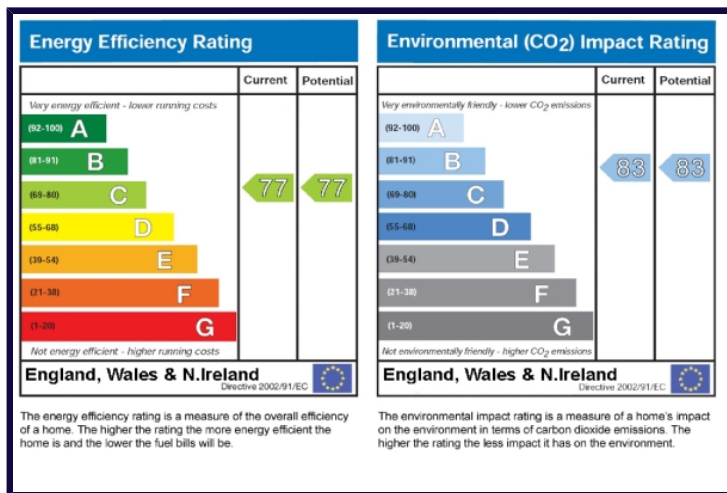 Energy Efficiency Rating
Current Potential
Very energy efficient - lower running costs
(92-100) A
(81-91) B
(69-80) C
77 77
(55-68) D
(39-54) E
(21-38) F
(1-20) G
Not energy efficient - higher running costs
England, Wales & N.Ireland
Directive 2002/91/EC
The energy efficiency rating is a measure of the overall efficiency
of a home. The higher the rating the more energy efficient the
home is and the lower the fuel bills will be.
Environmental (CO2) Impact Rating
Current Potential
Very environmentally friendly - lower CO2 emissions
(92-100) A
(81-91) B
83 83
(69-80) C
(55-68) D
(39-54) E
(21-38) F
(1-20) G
Not environmentally friendly - higher CO2 emissions
England, Wales & N.Ireland
Directive 2002/91/EC
The environmental impact rating is a measure of a home's impact
on the environment in terms of carbon dioxide emissions. The
higher the rating the less impact it has on the environment.